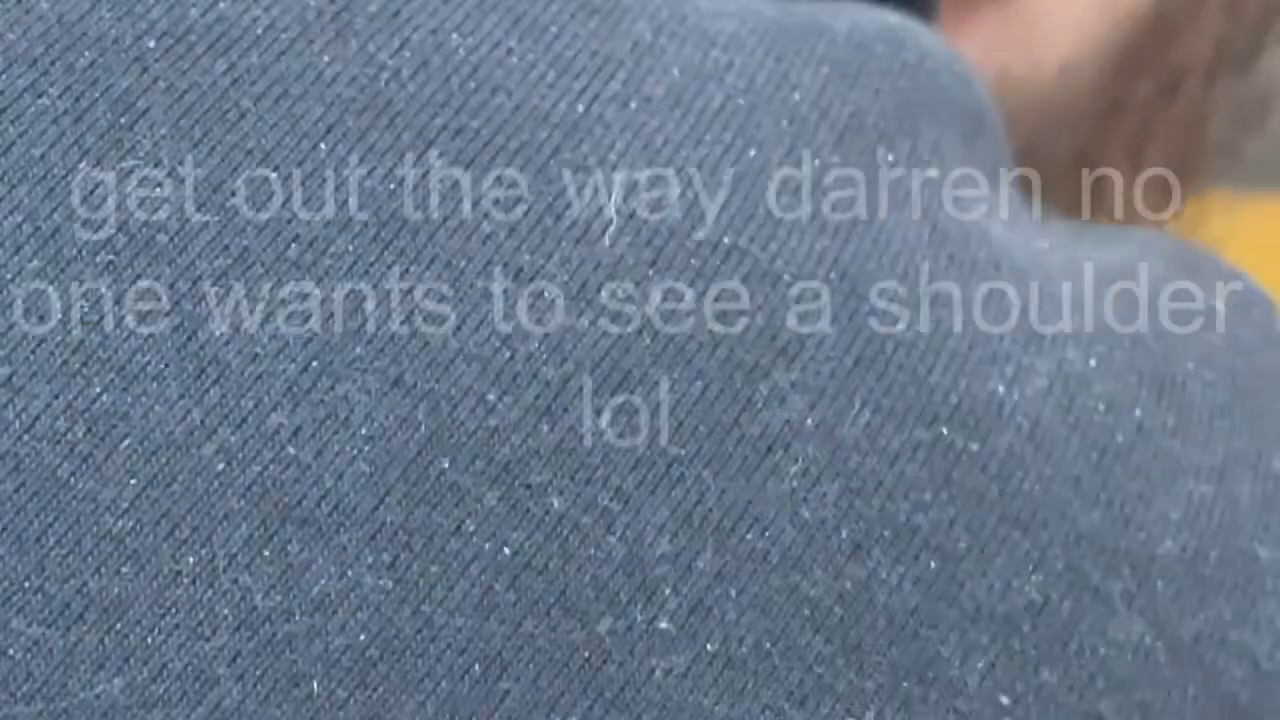 get out the way darren no
one wants to see a shoulder
lol